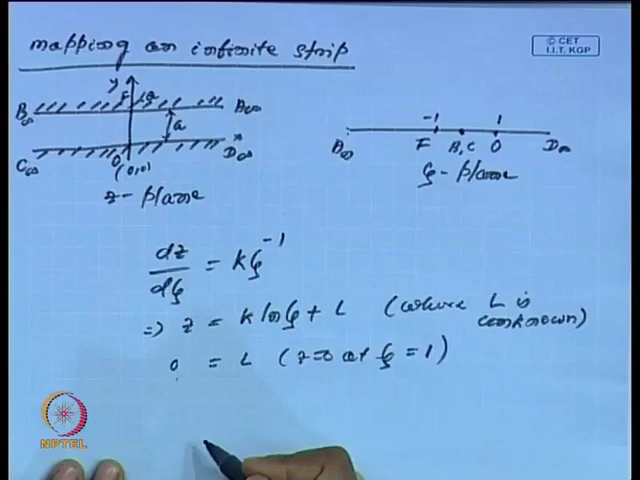 mapping an infinite strip
© CET
I.I.T. KGP
y
F
B∞
A∞
a
C∞
O
D∞
(0,0)
z-plane
-1
1
A∞
F
B,C
O
D∞
ζ-plane
dz/dζ = kζ^-1
⇒ z = k log ζ + L (where L is unknown)
0 = L (z=0 at ζ=1)
NPTEL